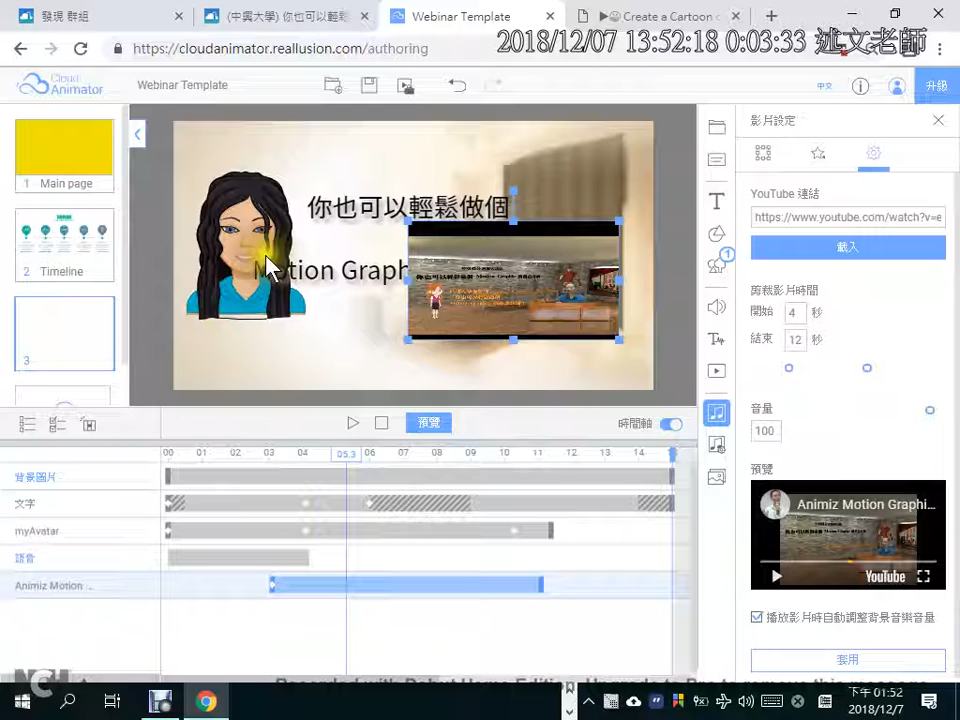 發現 群組
(中興大學) 你也可以輕鬆
Webinar Template
Create a Cartoon
https://cloudanimator.reallusion.com/authoring
2018/12/07 13:52:18 0:03:33 述文老師
Cloud Animator
Webinar Template
中文
升級
1 Main page
2 Timeline
3
你也可以輕鬆做個
Motion Graph
影片設定
YouTube 連結
https://www.youtube.com/watch?v=e
載入
剪裁影片時間
開始 4 秒
結束 12 秒
音量
100
預覽
Animiz Motion Graphi...
YouTube
播放影片時自動調整背景音樂音量
套用
預覽
時間軸
00 01 02 03 04 05.3 06 07 08 09 10 11 12 13 14
背景圖片
文字
myAvatar
語音
Animiz Motion ...
Recorded with Debut Home Edition. Upgrade to Pro to remove this message
下午 01:52
2018/12/7